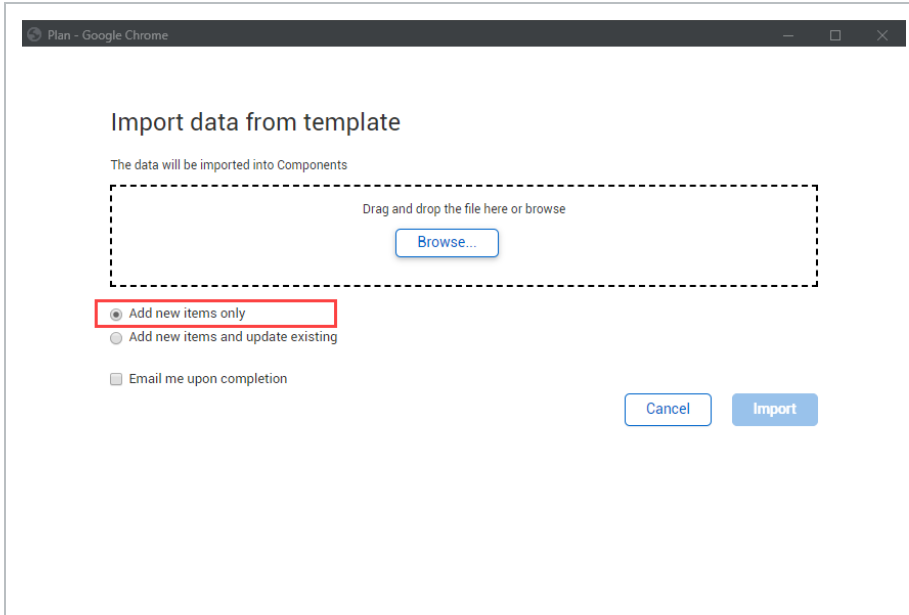 Plan - Google Chrome
Import data from template
The data will be imported into Components
Drag and drop the file here or browse
Browse...
Add new items only
Add new items and update existing
Email me upon completion
Cancel Import